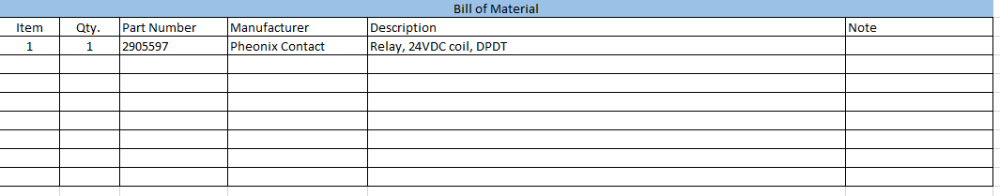 Bill of Material
Item Qty. Part Number Manufacturer Description Note
1 1 2905597 Pheonix Contact Relay, 24VDC coil, DPDT